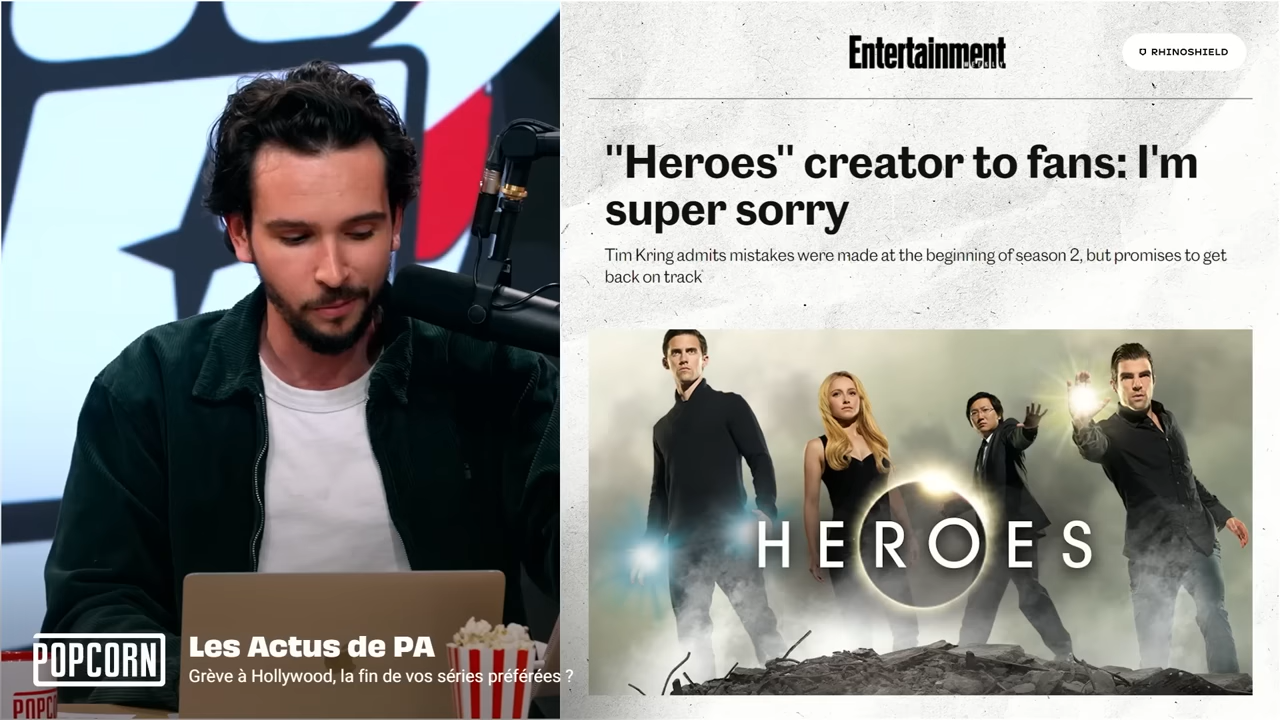 Entertainment
RHINOSHIELD
"Heroes" creator to fans: I'm
super sorry
Tim Kring admits mistakes were made at the beginning of season 2, but promises to get
back on track
HEROES
POPCORN
Les Actus de PA
Grève à Hollywood, la fin de vos séries préférées ?